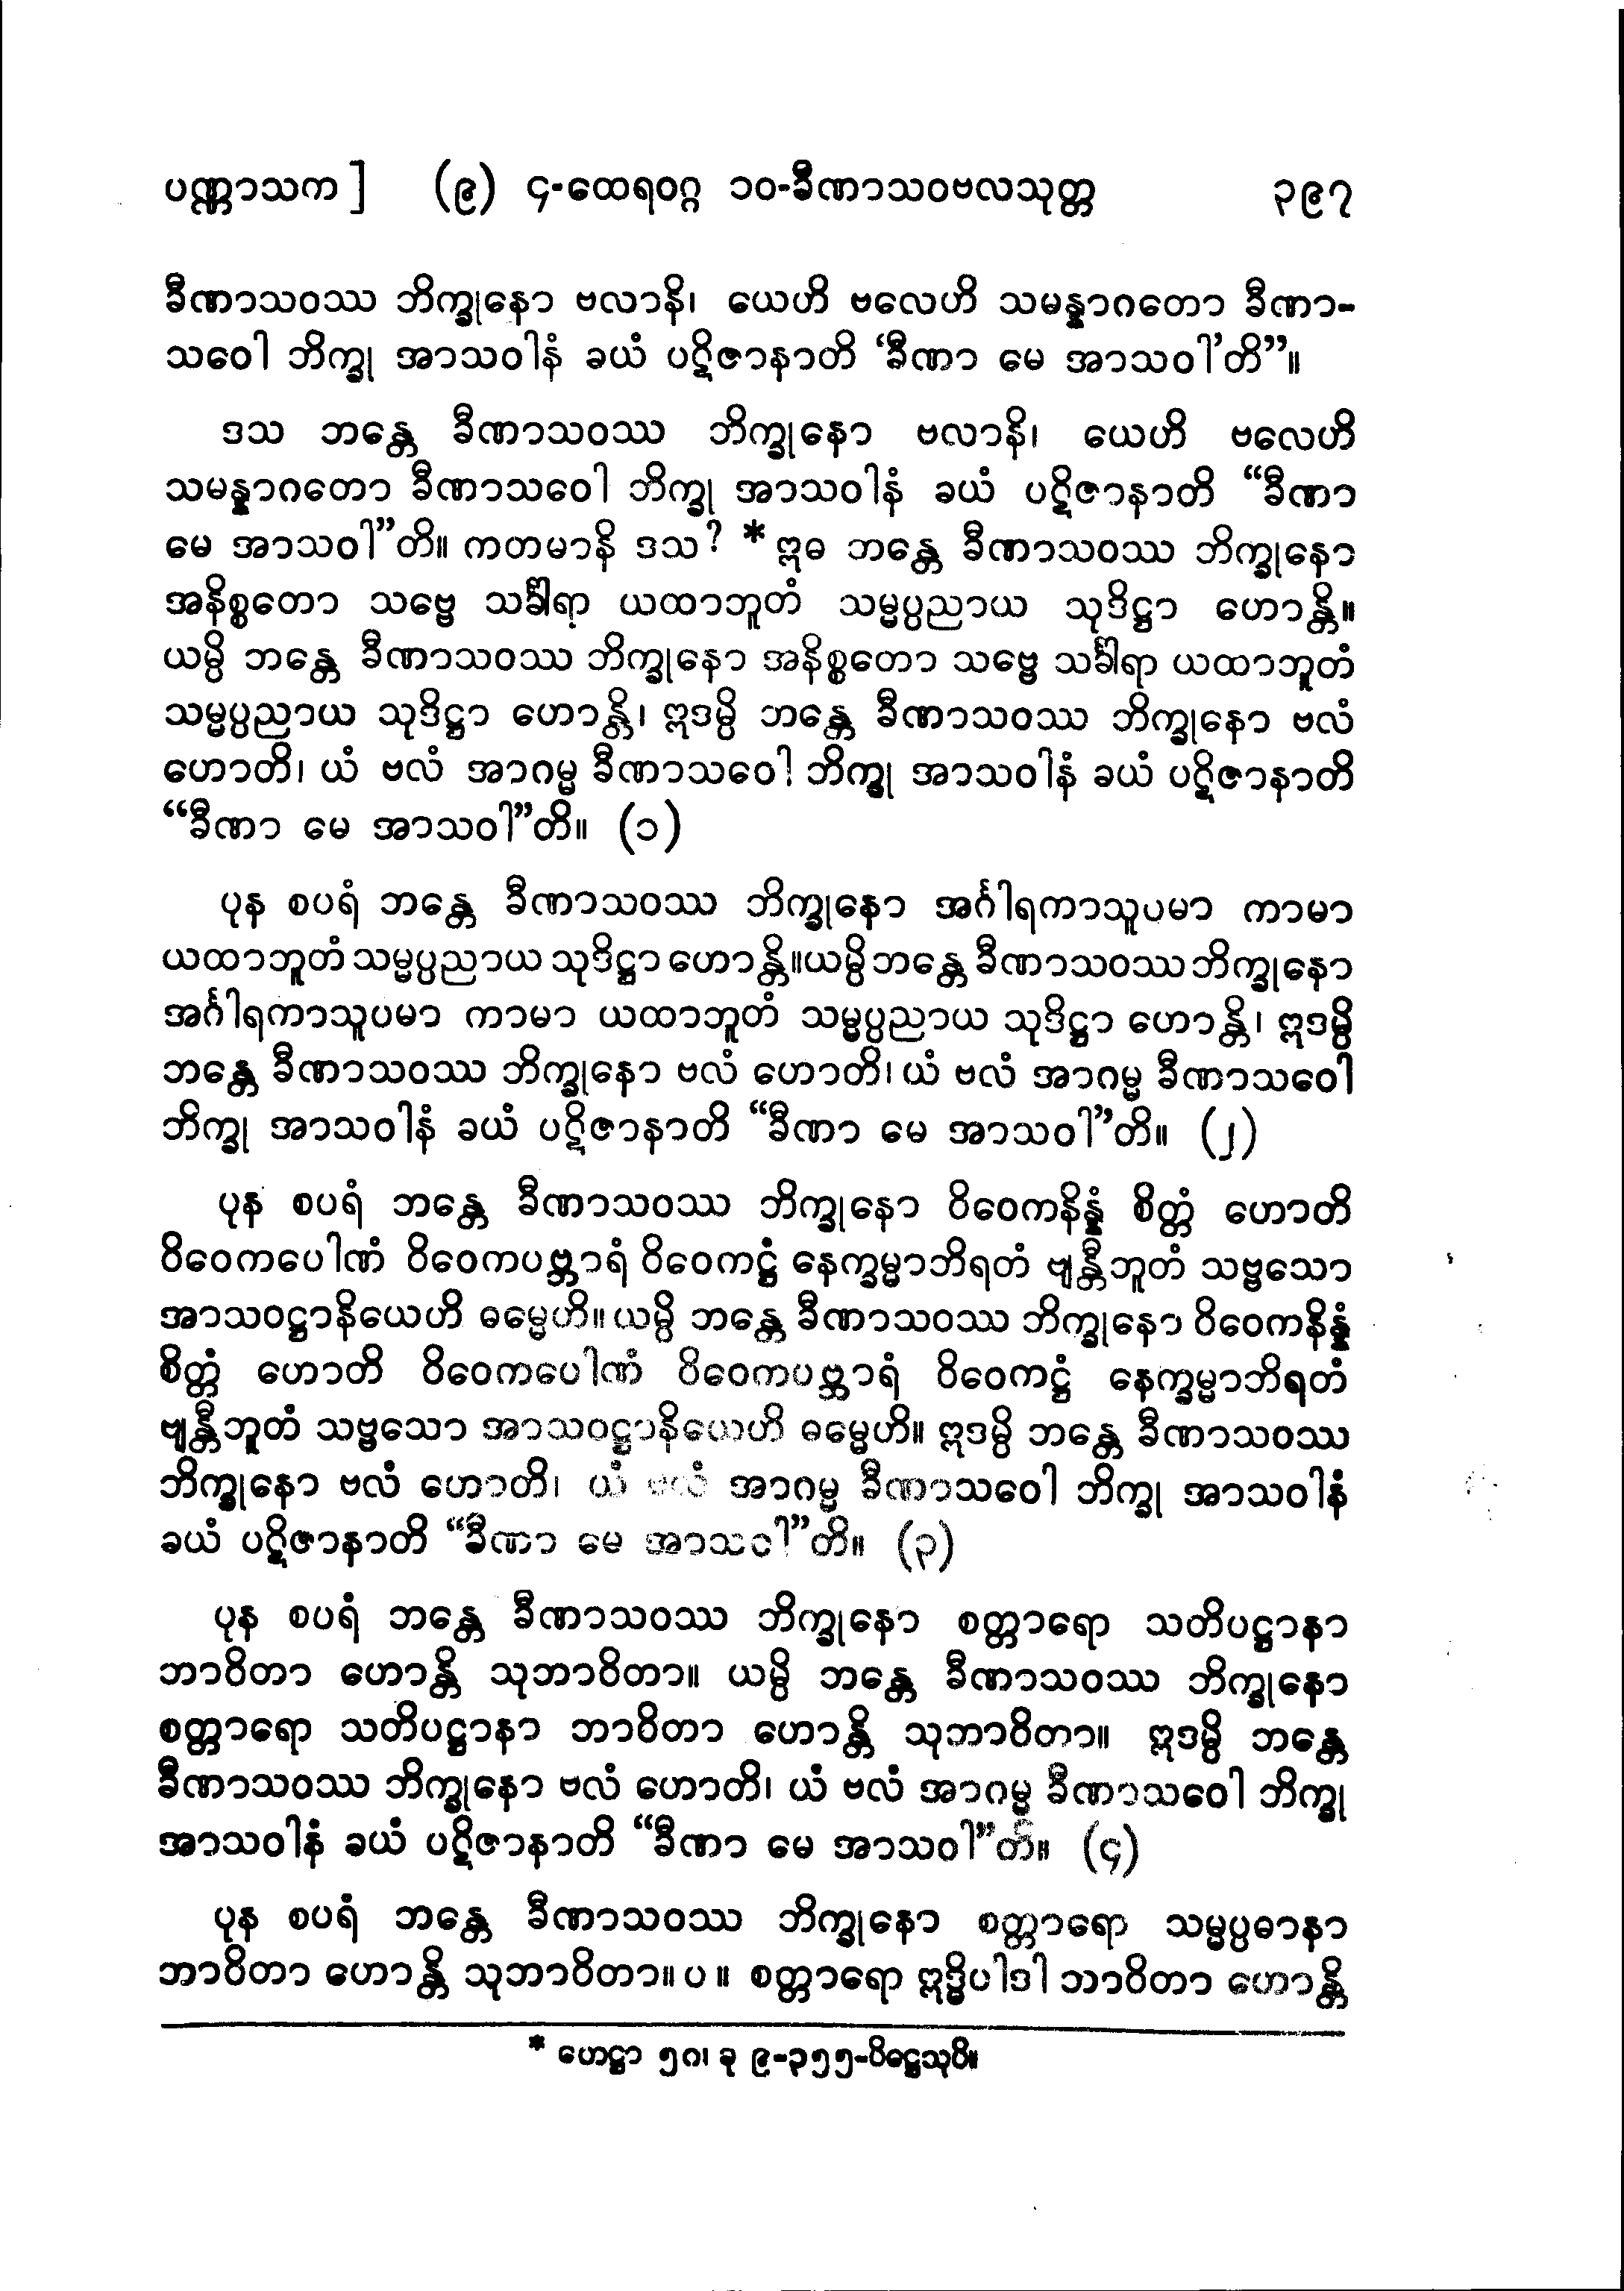 ပဏ္ဏာသက] (၉) ၄-ထေရဝဂ္ဂ ၁၀-ခီဏာသဝဗလသုတ္တ ၃၉၇
ခီဏာသဝဿ ဘိက္ခုနော ဗလာနိ၊ ယေဟိ ဗလေဟိ သမန္နာဂတော ခီဏာ-
သဝေါ ဘိက္ခု အာသဝါနံ ခယံ ပဋိဇာနာတိ ‘ခီဏာ မေ အာသဝါ’တိ”။
ဒသ ဘန္တေ ခီဏာသဝဿ ဘိက္ခုနော ဗလာနိ၊ ယေဟိ ဗလေဟိ
သမန္နာဂတော ခီဏာသဝေါ ဘိက္ခု အာသဝါနံ ခယံ ပဋိဇာနာတိ “ခီဏာ
မေ အာသဝါ”တိ။ ကတမာနိ ဒသ? * ဣဓ ဘန္တေ ခီဏာသဝဿ ဘိက္ခုနော
အနိစ္စတော သဗ္ဗေ သင်္ခါရာ ယထာဘူတံ သမ္မပ္ပညာယ သုဒိဋ္ဌာ ဟောန္တိ။
ယမ္ပိ ဘန္တေ ခီဏာသဝဿ ဘိက္ခုနော အနိစ္စတော သဗ္ဗေ သင်္ခါရာ ယထာဘူတံ
သမ္မပ္ပညာယ သုဒိဋ္ဌာ ဟောန္တိ၊ ဣဒမ္ပိ ဘန္တေ ခီဏာသဝဿ ဘိက္ခုနော ဗလံ
ဟောတိ၊ ယံ ဗလံ အာဂမ္မ ခီဏာသဝေါ ဘိက္ခု အာသဝါနံ ခယံ ပဋိဇာနာတိ
“ခီဏာ မေ အာသဝါ”တိ။ (၁)
ပုန စပရံ ဘန္တေ ခီဏာသဝဿ ဘိက္ခုနော အင်္ဂါရကာသူပမာ ကာမာ
ယထာဘူတံ သမ္မပ္ပညာယ သုဒိဋ္ဌာ ဟောန္တိ။ ယမ္ပိ ဘန္တေ ခီဏာသဝဿ ဘိက္ခုနော
အင်္ဂါရကာသူပမာ ကာမာ ယထာဘူတံ သမ္မပ္ပညာယ သုဒိဋ္ဌာ ဟောန္တိ၊ ဣဒမ္ပိ
ဘန္တေ ခီဏာသဝဿ ဘိက္ခုနော ဗလံ ဟောတိ၊ ယံ ဗလံ အာဂမ္မ ခီဏာသဝေါ
ဘိက္ခု အာသဝါနံ ခယံ ပဋိဇာနာတိ “ခီဏာ မေ အာသဝါ”တိ။ (၂)
ပုန စပရံ ဘန္တေ ခီဏာသဝဿ ဘိက္ခုနော ဝိဝေကနိန္နံ စိတ္တံ ဟောတိ
ဝိဝေကပေါဏံ ဝိဝေကပဗ္ဘာရံ ဝိဝေကဋ္ဌံ နေက္ခမ္မာဘိရတံ ဗျန္တီဘူတံ သဗ္ဗသော
အာသဝဋ္ဌာနိယေဟိ ဓမ္မေဟိ။ ယမ္ပိ ဘန္တေ ခီဏာသဝဿ ဘိက္ခုနော ဝိဝေကနိန္နံ
စိတ္တံ ဟောတိ ဝိဝေကပေါဏံ ဝိဝေကပဗ္ဘာရံ ဝိဝေကဋ္ဌံ နေက္ခမ္မာဘိရတံ
ဗျန္တီဘူတံ သဗ္ဗသော အာသဝဋ္ဌာနိယေဟိ ဓမ္မေဟိ။ ဣဒမ္ပိ ဘန္တေ ခီဏာသဝဿ
ဘိက္ခုနော ဗလံ ဟောတိ၊ ယံ ဗလံ အာဂမ္မ ခီဏာသဝေါ ဘိက္ခု အာသဝါနံ
ခယံ ပဋိဇာနာတိ “ခီဏာ မေ အာသဝါ”တိ။ (၃)
ပုန စပရံ ဘန္တေ ခီဏာသဝဿ ဘိက္ခုနော စတ္တာရော သတိပဋ္ဌာနာ
ဘာဝိတာ ဟောန္တိ သုဘာဝိတာ။ ယမ္ပိ ဘန္တေ ခီဏာသဝဿ ဘိက္ခုနော
စတ္တာရော သတိပဋ္ဌာနာ ဘာဝိတာ ဟောန္တိ သုဘာဝိတာ။ ဣဒမ္ပိ ဘန္တေ
ခီဏာသဝဿ ဘိက္ခုနော ဗလံ ဟောတိ၊ ယံ ဗလံ အာဂမ္မ ခီဏာသဝေါ ဘိက္ခု
အာသဝါနံ ခယံ ပဋိဇာနာတိ “ခီဏာ မေ အာသဝါ”တိ။ (၄)
ပုန စပရံ ဘန္တေ ခီဏာသဝဿ ဘိက္ခုနော စတ္တာရော သမ္မပ္ပဓာနာ
ဘာဝိတာ ဟောန္တိ သုဘာဝိတာ။ ပ ။ စတ္တာရော ဣဒ္ဓိပါဒါ ဘာဝိတာ ဟောန္တိ
* ဟေဋ္ဌာ ၅ဂ၊ ခု ၉-၃၅၅-ပိဋ္ဌေသုပိ။